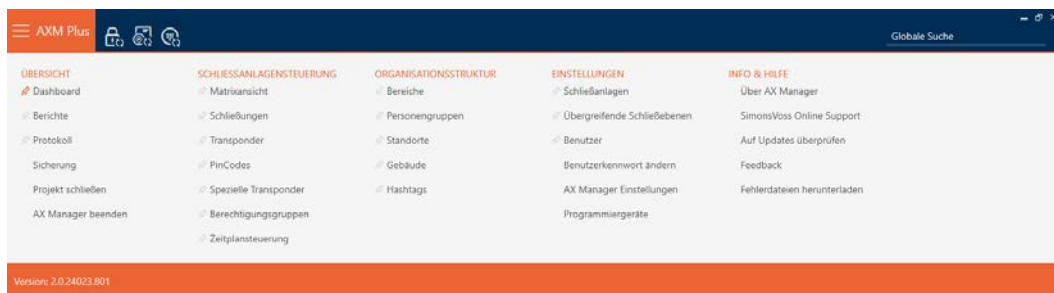 AXM Plus
Globale Suche
ÜBERSICHT
Dashboard
Berichte
Protokoll
Sicherung
Projekt schließen
AX Manager beenden
SCHLIESSANLAGENSTEUERUNG
Matrixansicht
Schließungen
Transponder
PinCodes
Spezielle Transponder
Berechtigungsgruppen
Zeitplansteuerung
ORGANISATIONSSTRUKTUR
Bereiche
Personengruppen
Standorte
Gebäude
Hashtags
EINSTELLUNGEN
Schließanlagen
Übergreifende Schließebenen
Benutzer
Benutzerkennwort ändern
AX Manager Einstellungen
Programmiergeräte
INFO & HILFE
Über AX Manager
SimonsVoss Online Support
Auf Updates überprüfen
Feedback
Fehlerdateien herunterladen
Version: 2.0.24023.801